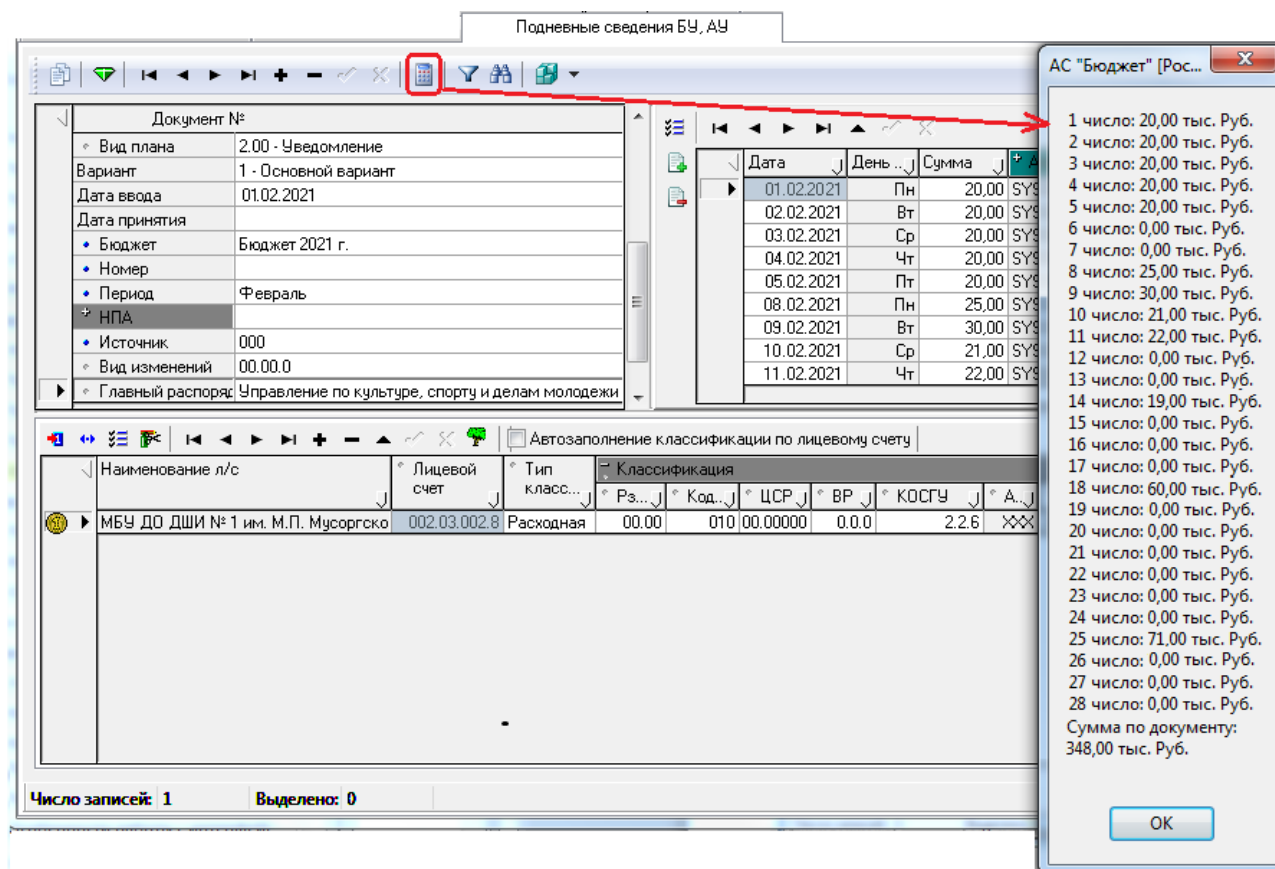 Подневные сведения БУ, АУ
АС "Бюджет" [Рос...
Документ №
Вид плана 2.00 - Уведомление
Вариант 1 - Основной вариант
Дата ввода 01.02.2021
Дата принятия
Бюджет Бюджет 2021 г.
Номер
Период Февраль
НПА
Источник 000
Вид изменений 00.00.0
Главный распоряд Управление по культуре, спорту и делам молодежи
Дата День ... Сумма
01.02.2021 Пн 20,00 SYS
02.02.2021 Вт 20,00 SYS
03.02.2021 Ср 20,00 SYS
04.02.2021 Чт 20,00 SYS
05.02.2021 Пт 20,00 SYS
08.02.2021 Пн 25,00 SYS
09.02.2021 Вт 30,00 SYS
10.02.2021 Ср 21,00 SYS
11.02.2021 Чт 22,00 SYS
Автозаполнение классификации по лицевому счету
Наименование л/с Лицевой счет Тип класс... Классификация
Рз... Код... ЦСР ВР КОСГУ А...
МБУ ДО ДШИ № 1 им. М.П. Мусоргско 002.03.002.8 Расходная 00.00 010 00.00000 0.0.0 2.2.6 XXX
Число записей: 1 Выделено: 0
1 число: 20,00 тыс. Руб.
2 число: 20,00 тыс. Руб.
3 число: 20,00 тыс. Руб.
4 число: 20,00 тыс. Руб.
5 число: 20,00 тыс. Руб.
6 число: 0,00 тыс. Руб.
7 число: 0,00 тыс. Руб.
8 число: 25,00 тыс. Руб.
9 число: 30,00 тыс. Руб.
10 число: 21,00 тыс. Руб.
11 число: 22,00 тыс. Руб.
12 число: 0,00 тыс. Руб.
13 число: 0,00 тыс. Руб.
14 число: 19,00 тыс. Руб.
15 число: 0,00 тыс. Руб.
16 число: 0,00 тыс. Руб.
17 число: 0,00 тыс. Руб.
18 число: 60,00 тыс. Руб.
19 число: 0,00 тыс. Руб.
20 число: 0,00 тыс. Руб.
21 число: 0,00 тыс. Руб.
22 число: 0,00 тыс. Руб.
23 число: 0,00 тыс. Руб.
24 число: 0,00 тыс. Руб.
25 число: 71,00 тыс. Руб.
26 число: 0,00 тыс. Руб.
27 число: 0,00 тыс. Руб.
28 число: 0,00 тыс. Руб.
Сумма по документу:
348,00 тыс. Руб.
OK